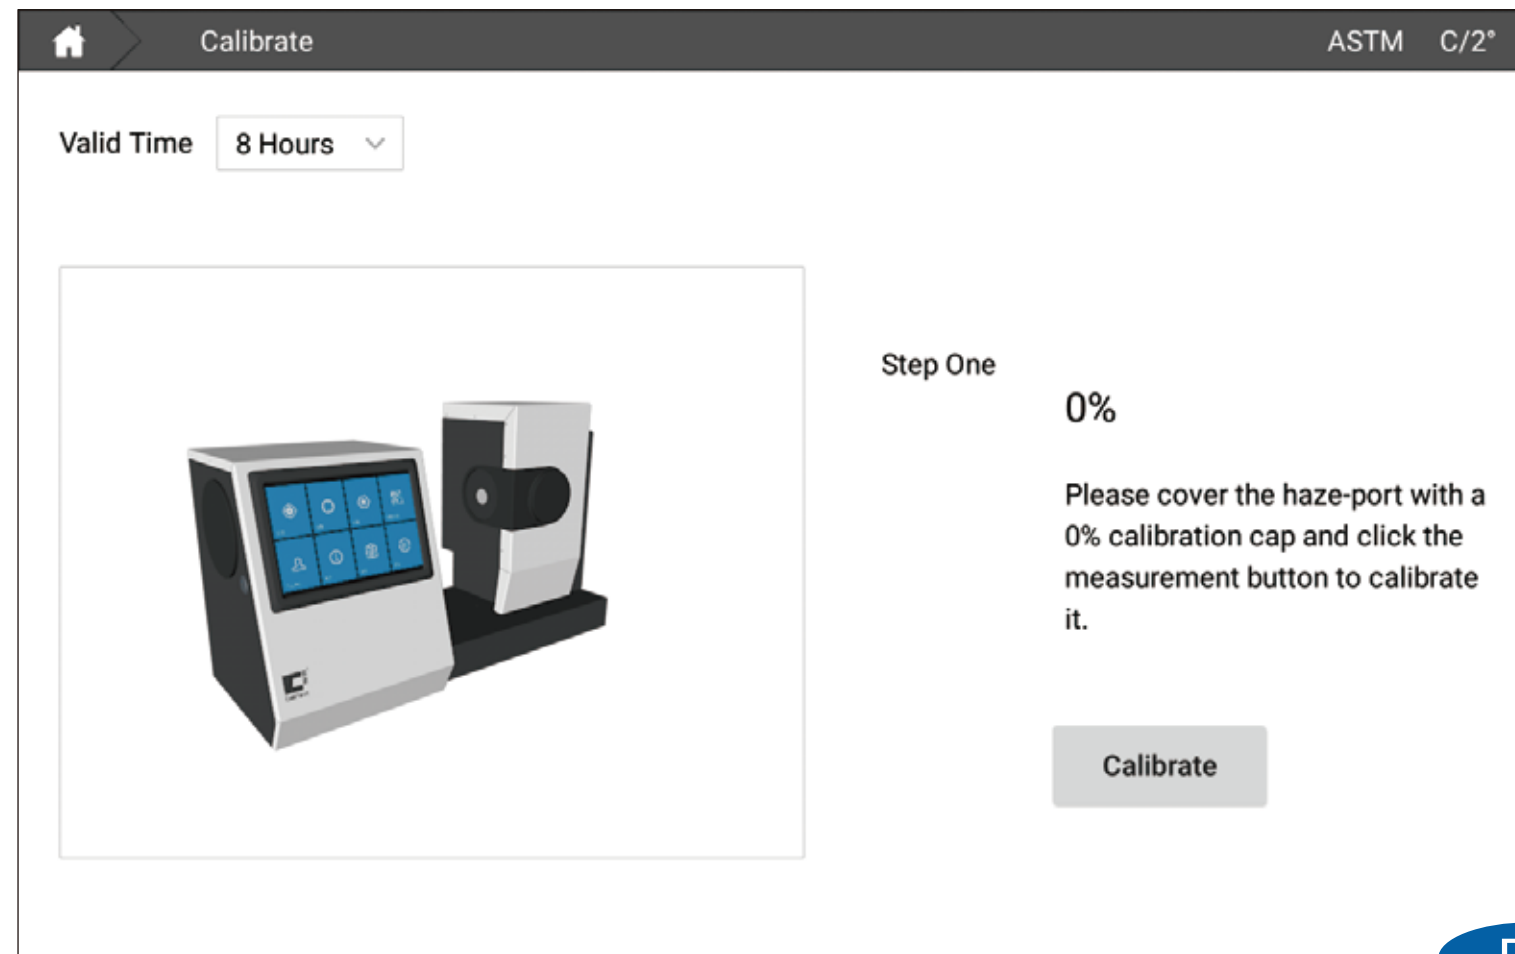 Calibrate
ASTM C/2°
Valid Time 8 Hours
Step One
0%
Please cover the haze-port with a
0% calibration cap and click the
measurement button to calibrate
it.
Calibrate